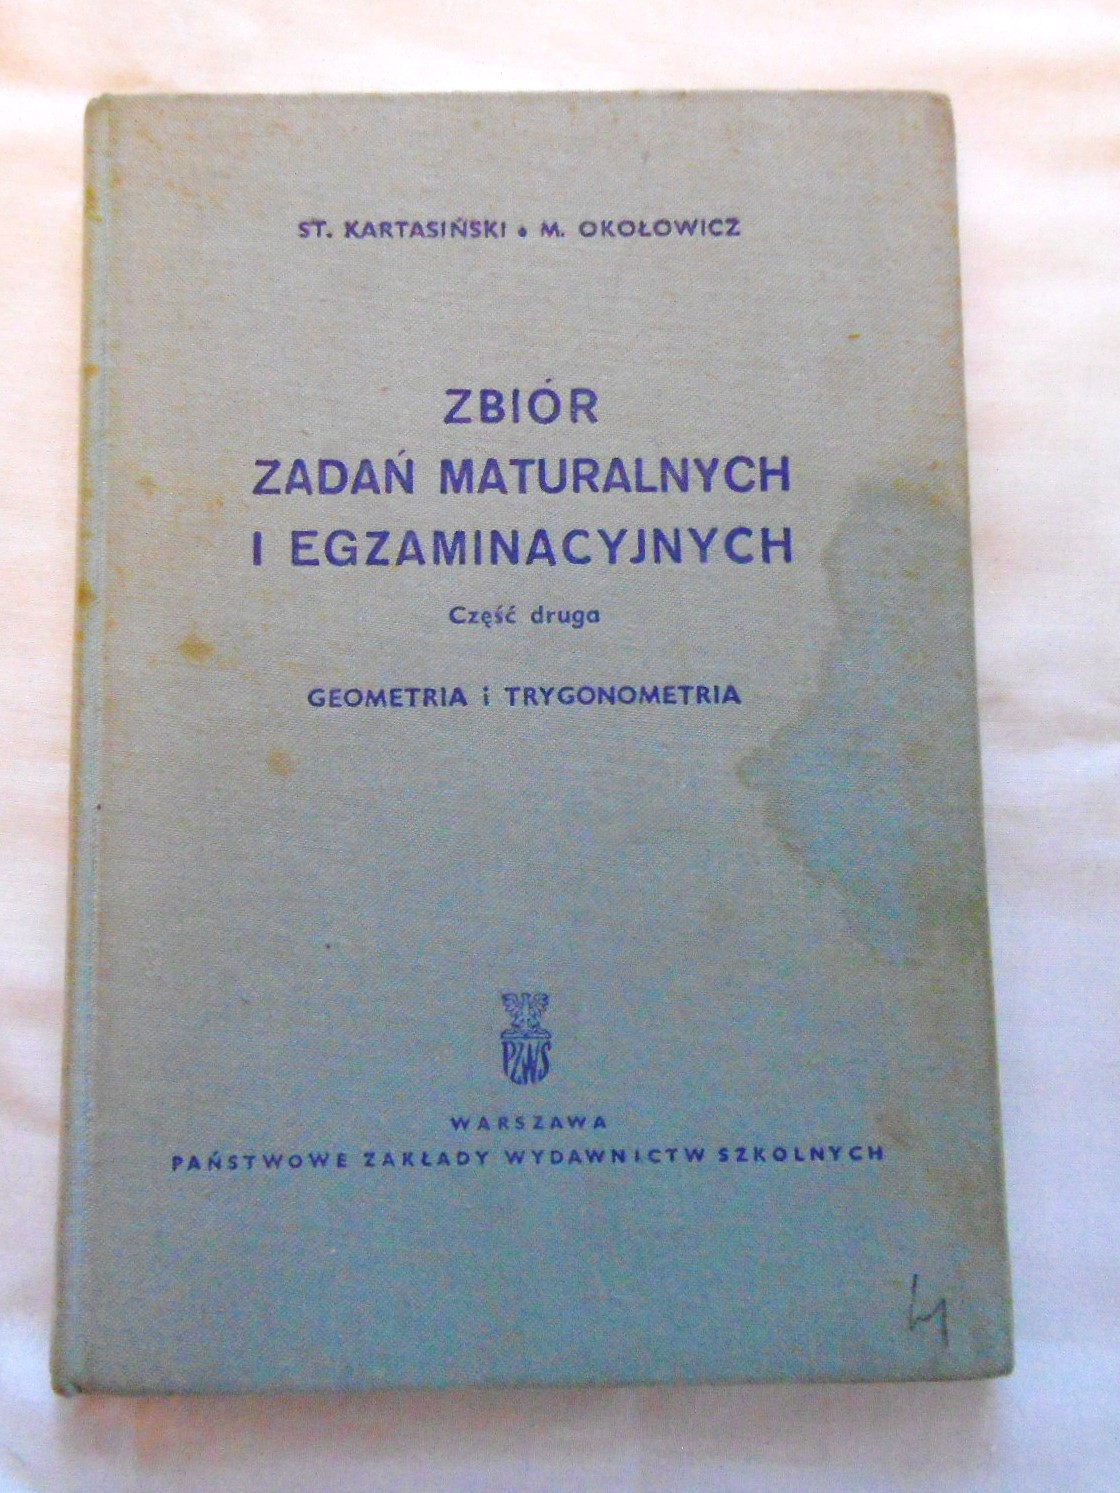 ST. KARTASIŃSKI • M. OKOŁOWICZ
ZBIÓR
ZADAŃ MATURALNYCH
I EGZAMINACYJNYCH
Część druga
GEOMETRIA i TRYGONOMETRIA
PZWS
WARSZAWA
PAŃSTWOWE ZAKŁADY WYDAWNICTW SZKOLNYCH
4